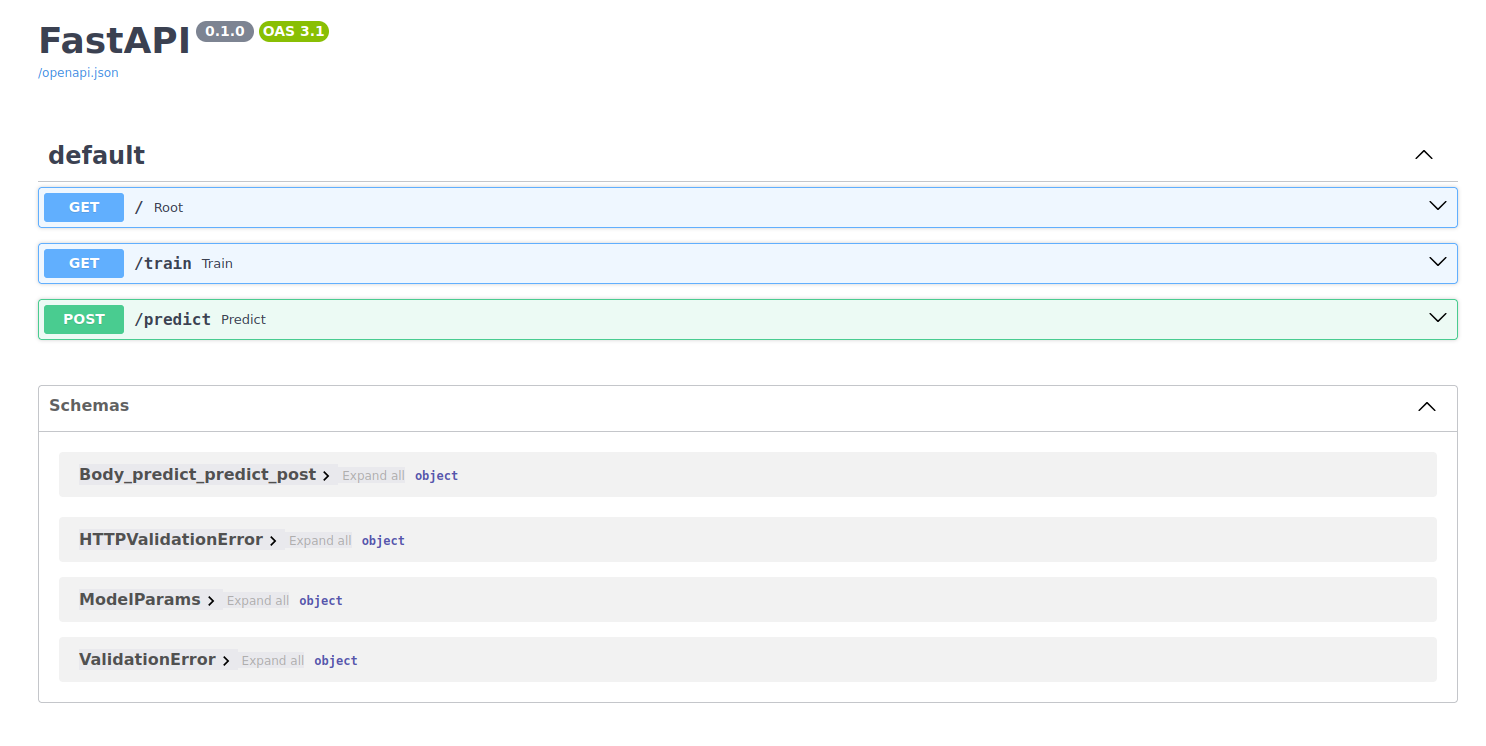 FastAPI 0.1.0 OAS 3.1
/openapi.json
default
GET / Root
GET /train Train
POST /predict Predict
Schemas
Body_predict_predict_post Expand all object
HTTPValidationError Expand all object
ModelParams Expand all object
ValidationError Expand all object